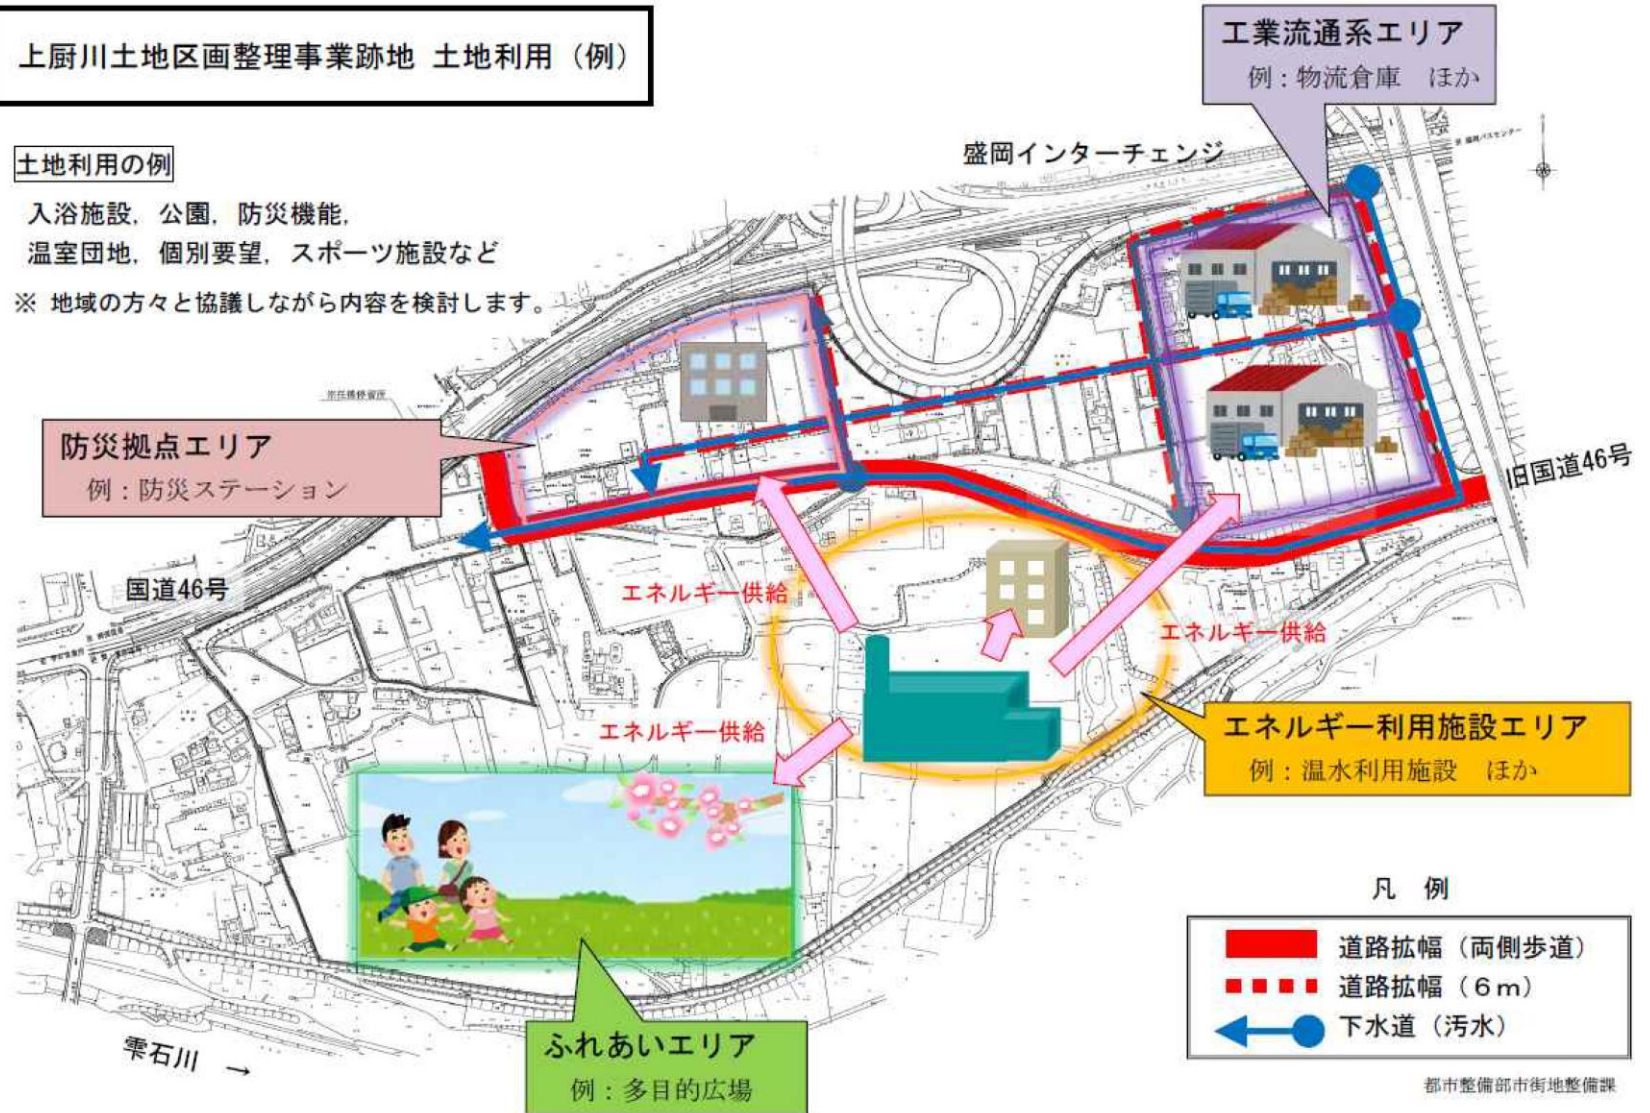 上厨川土地区画整理事業跡地 土地利用（例）
工業流通系エリア
例：物流倉庫　ほか
土地利用の例
入浴施設，公園，防災機能，
温室団地，個別要望，スポーツ施設など
※ 地域の方々と協議しながら内容を検討します。
盛岡インターチェンジ
防災拠点エリア
例：防災ステーション
旧国道46号
国道46号
エネルギー供給
エネルギー供給
エネルギー供給
エネルギー利用施設エリア
例：温水利用施設　ほか
ふれあいエリア
例：多目的広場
雫石川 →
凡 例
道路拡幅（両側歩道）
道路拡幅（６ｍ）
下水道（汚水）
都市整備部市街地整備課